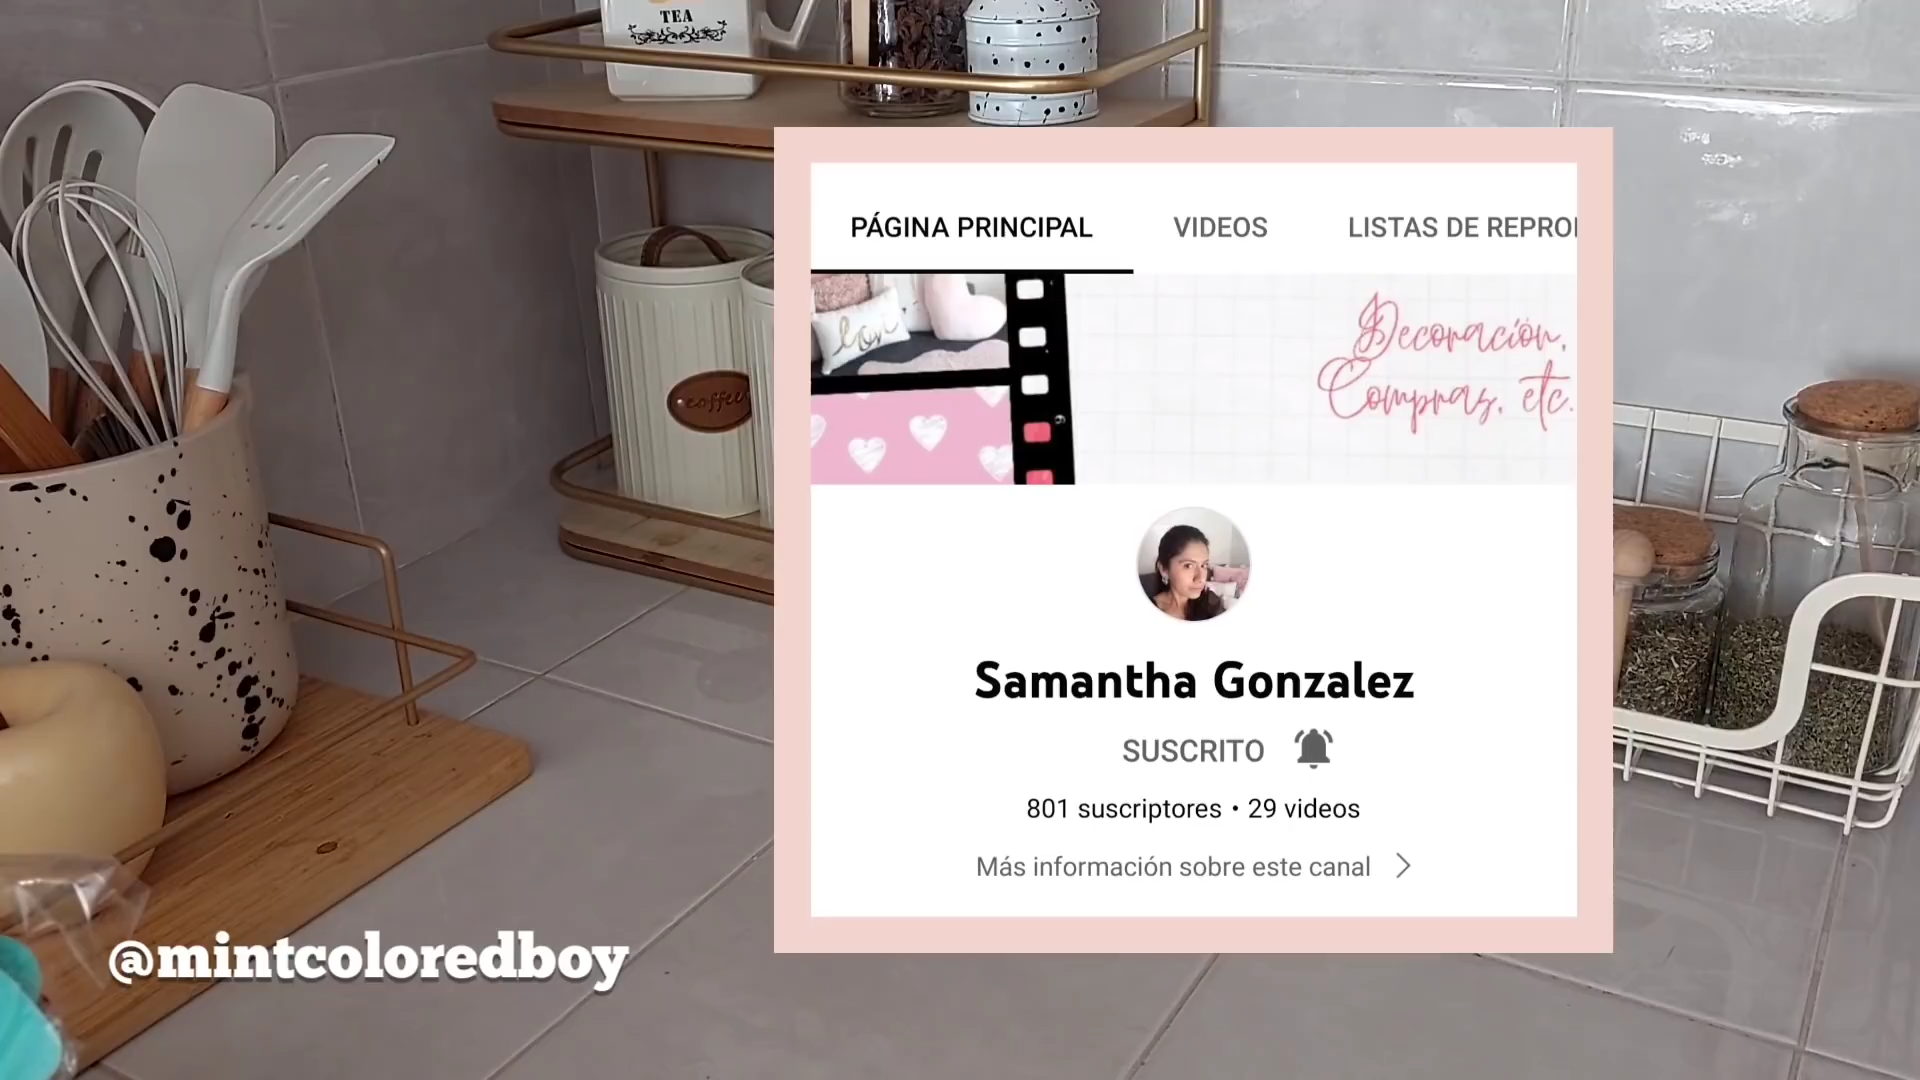 TEA
PÁGINA PRINCIPAL
VIDEOS
LISTAS DE REPRO
love
Decoración,
Compras, etc.
coffee
Samantha Gonzalez
SUSCRITO
801 suscriptores • 29 videos
Más información sobre este canal
@mintcoloredboy